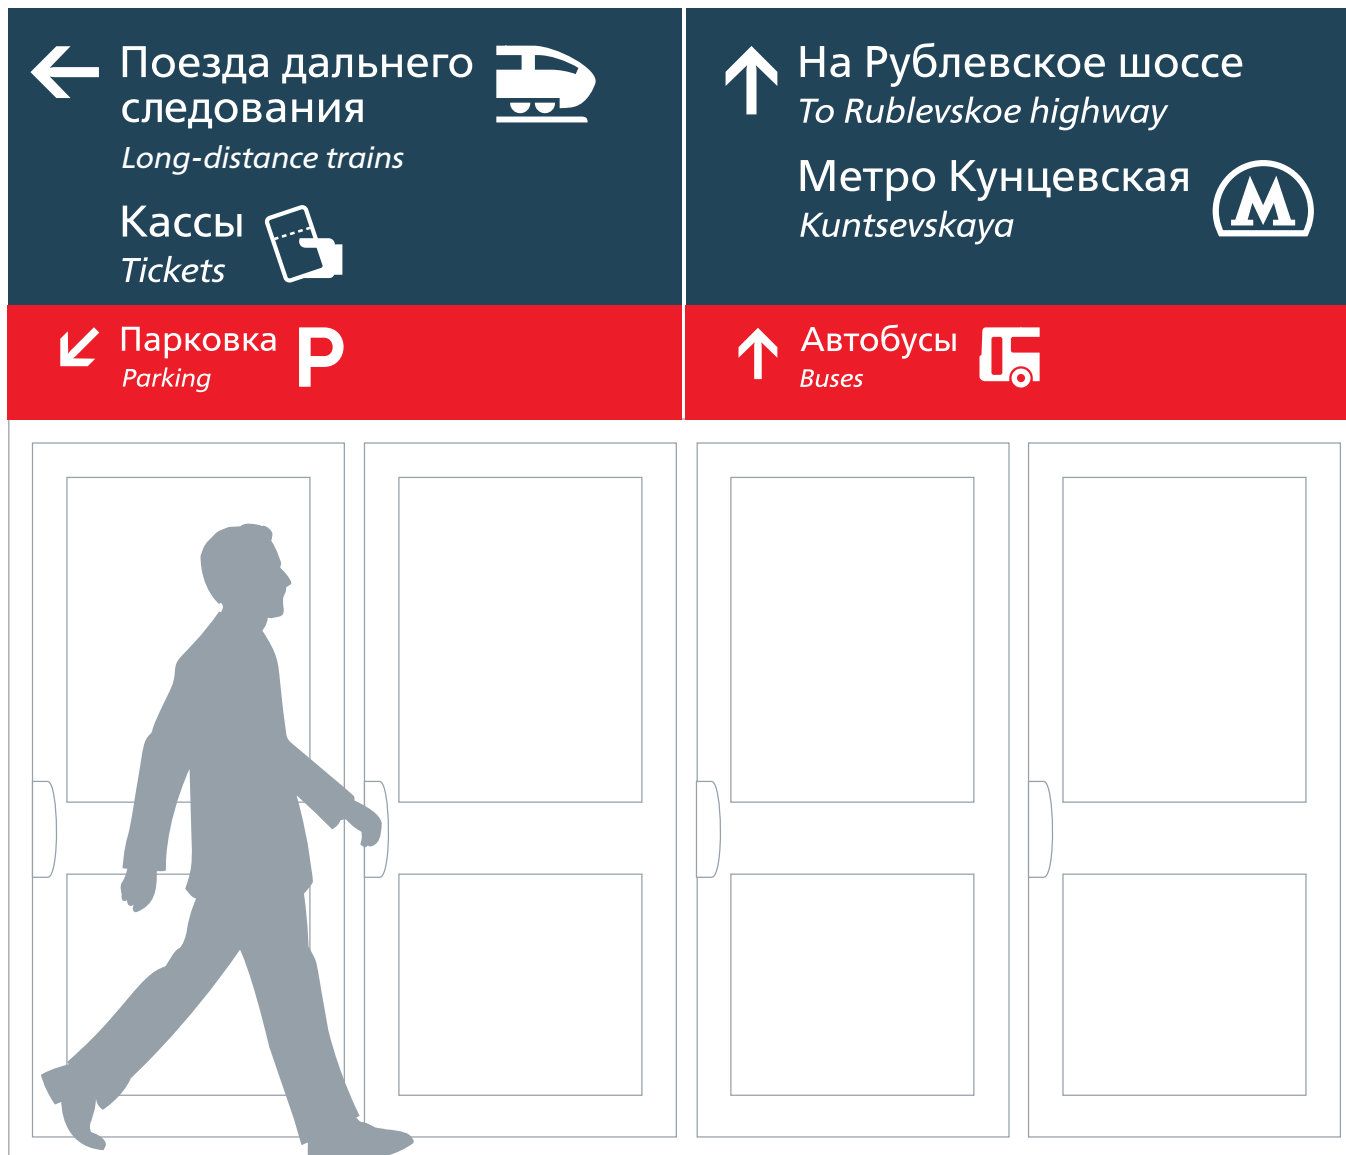 Поезда дальнего
следования
Long-distance trains
Кассы
Tickets
Парковка
Parking
P
На Рублевское шоссе
To Rublevskoe highway
Метро Кунцевская
Kuntsevskaya
М
Автобусы
Buses